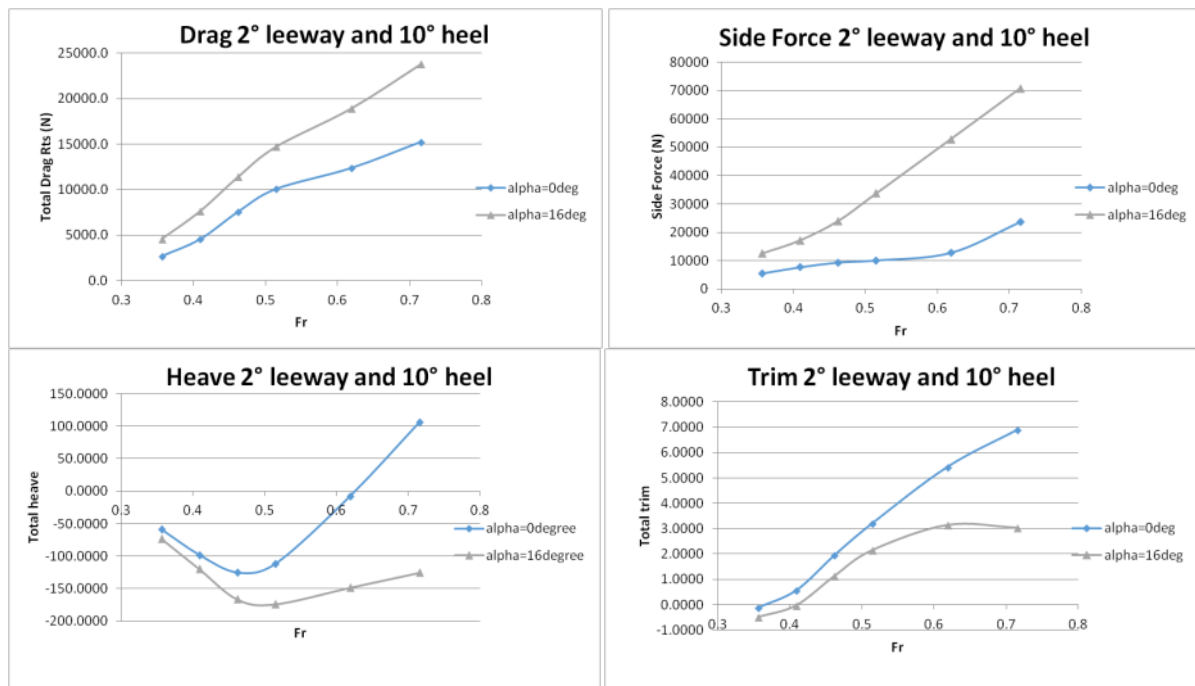 Drag 2° leeway and 10° heel
25000.0
20000.0
15000.0
10000.0
5000.0
0.0
Total Drag Rts (N)
0.3 0.4 0.5 0.6 0.7 0.8
Fr
alpha=0deg
alpha=16deg
Side Force 2° leeway and 10° heel
80000
70000
60000
50000
40000
30000
20000
10000
0
Side Force (N)
0.3 0.4 0.5 0.6 0.7 0.8
Fr
alpha=0deg
alpha=16deg
Heave 2° leeway and 10° heel
150.0000
100.0000
50.0000
0.0000
-50.0000
-100.0000
-150.0000
-200.0000
Total heave
0.3 0.4 0.5 0.6 0.7 0.8
Fr
alpha=0degree
alpha=16degree
Trim 2° leeway and 10° heel
8.0000
7.0000
6.0000
5.0000
4.0000
3.0000
2.0000
1.0000
0.0000
-1.0000
Total trim
0.3 0.4 0.5 0.6 0.7 0.8
Fr
alpha=0deg
alpha=16deg